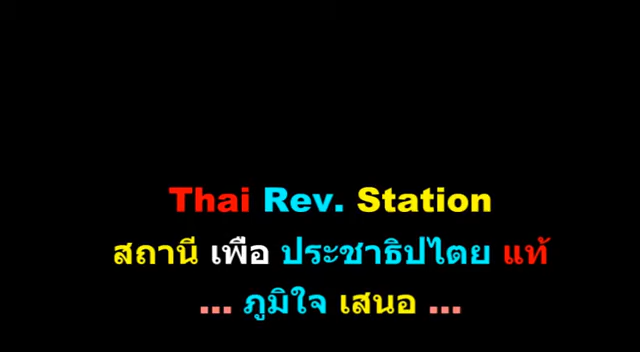 Thai Rev. Station
สถานี เพื่อ ประชาธิปไตย แท้
... ภูมิใจ เสนอ ...